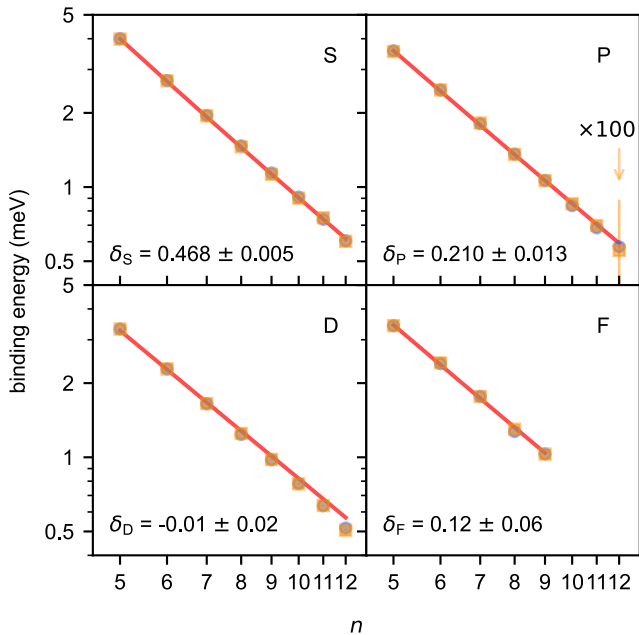 5
S
P
2
×100
1
0.5
δS = 0.468 ± 0.005
δP = 0.210 ± 0.013
binding energy (meV)
5
D
F
2
1
0.5
δD = -0.01 ± 0.02
δF = 0.12 ± 0.06
5 6 7 8 9 10 11 12
5 6 7 8 9 10 11 12
n